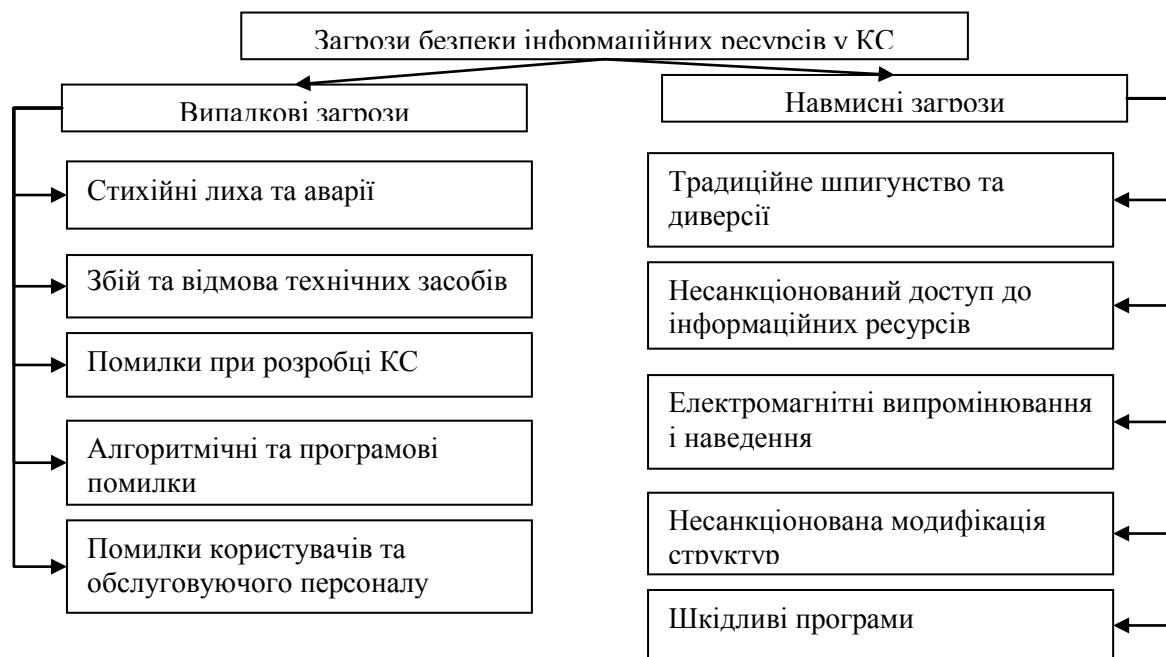 Загрози безпеки інформаційних ресурсів у КС
Випадкові загрози
Навмисні загрози
Стихійні лиха та аварії
Збій та відмова технічних засобів
Помилки при розробці КС
Алгоритмічні та програмові
помилки
Помилки користувачів та
обслуговуючого персоналу
Традиційне шпигунство та
диверсії
Несанкціонований доступ до
інформаційних ресурсів
Електромагнітні випромінювання
і наведення
Несанкціонована модифікація
структур
Шкідливі програми